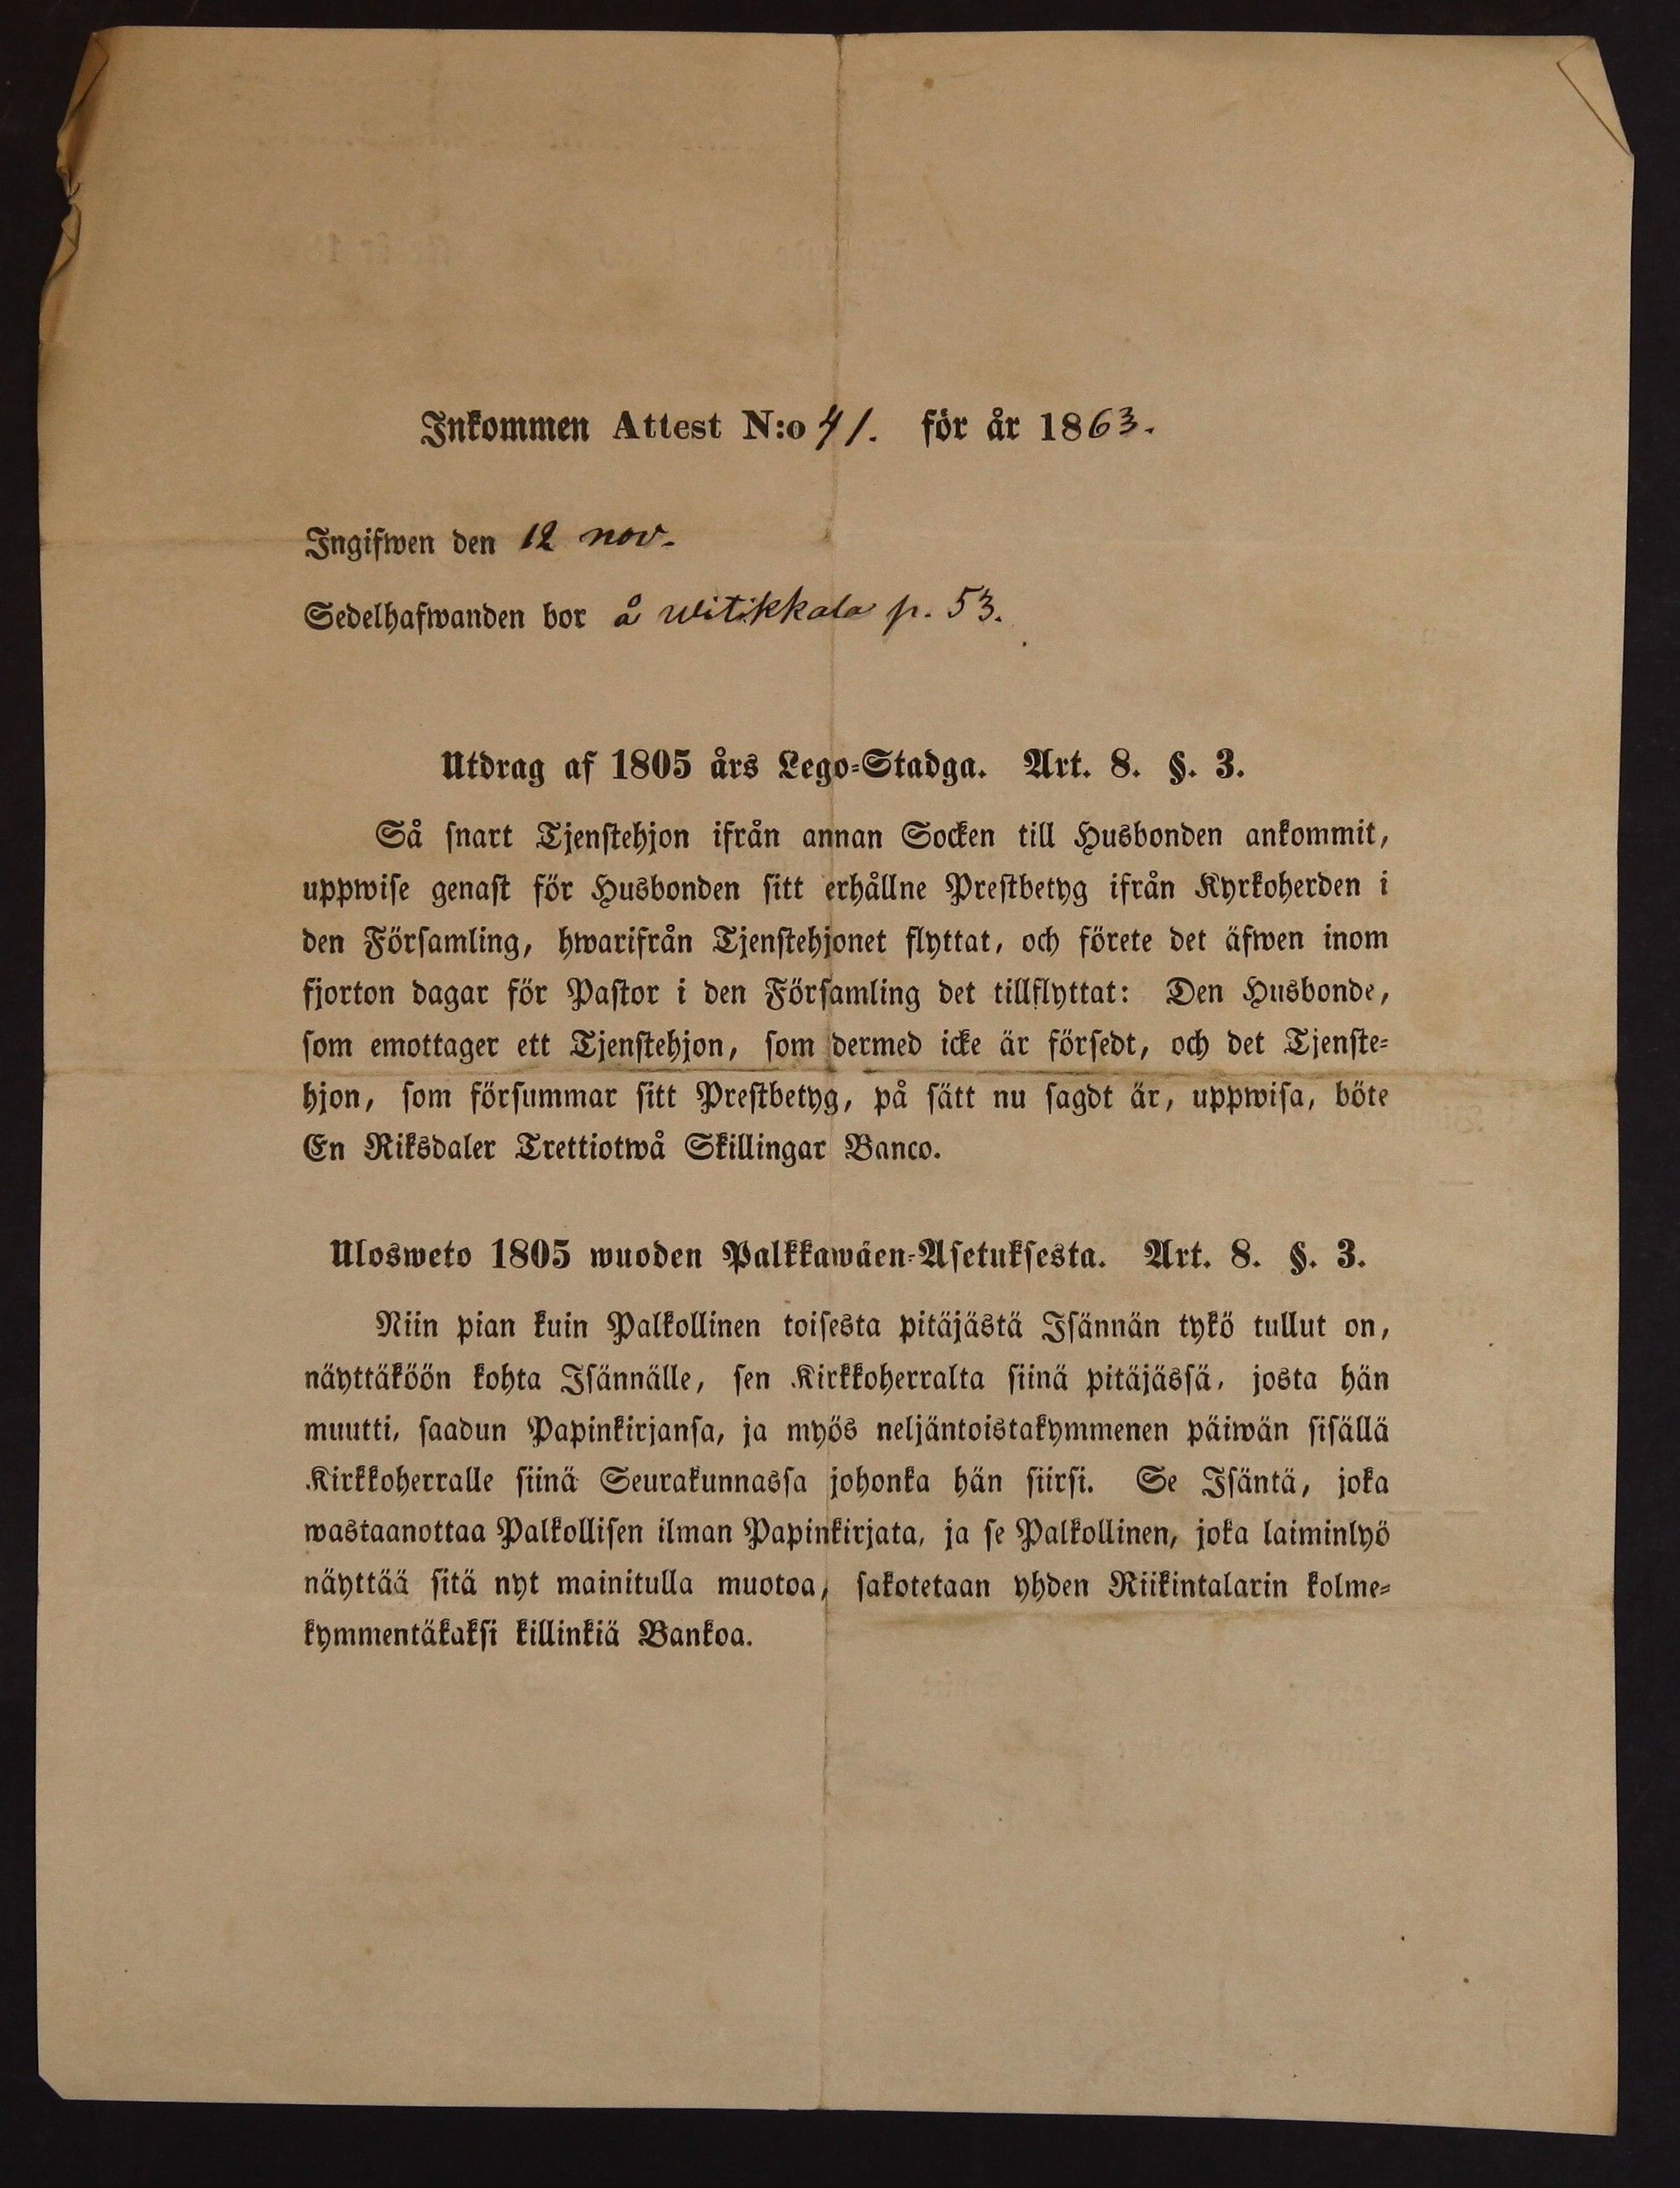 Inkommen Attest N:o 41. för år 1863.
Ingifwen den 12 nov.
Sedelhafwanden bor å Witikkala p. 53.
Utdrag af 1805 års Lego-Stadga. Art. 8. §. 3.
Så snart Tjenstehjon ifrån annan Socken till Husbonden ankommit,
uppwise genast för Husbonden sitt erhållne Prestbetyg ifrån Kyrkoherden i
den Församling, hwarifrån Tjenstehjonet flyttat, och förete det äfwen inom
fjorton dagar för Pastor i den Församling det tillflyttat: Den Husbonde,
som emottager ett Tjenstehjon, som dermed icke är försedt, och det Tjenste-
hjon, som försummar sitt Prestbetyg, på sätt nu sagdt är, uppwisa, böte
En Riksdaler Trettiotwå Skillingar Banco.
Ulosweto 1805 wuoden Palkkawäen-Asetuksesta. Art. 8. §. 3.
Niin pian kuin Palkollinen toisesta pitäjästä Isännän tykö tullut on,
näyttäköön kohta Isännälle, sen Kirkkoherralta siinä pitäjässä, josta hän
muutti, saadun Papinkirjansa, ja myös neljäntoistakymmenen päiwän sisällä
Kirkkoherralle siinä Seurakunnassa johonka hän siirsi. Se Isäntä, joka
wastaanottaa Palkollisen ilman Papinkirjata, ja se Palkollinen, joka laiminlyö
näyttää sitä nyt mainitulla muotoa, sakotetaan yhden Riikintalarin kolme-
kymmentäkaksi killinkiä Bankoa.